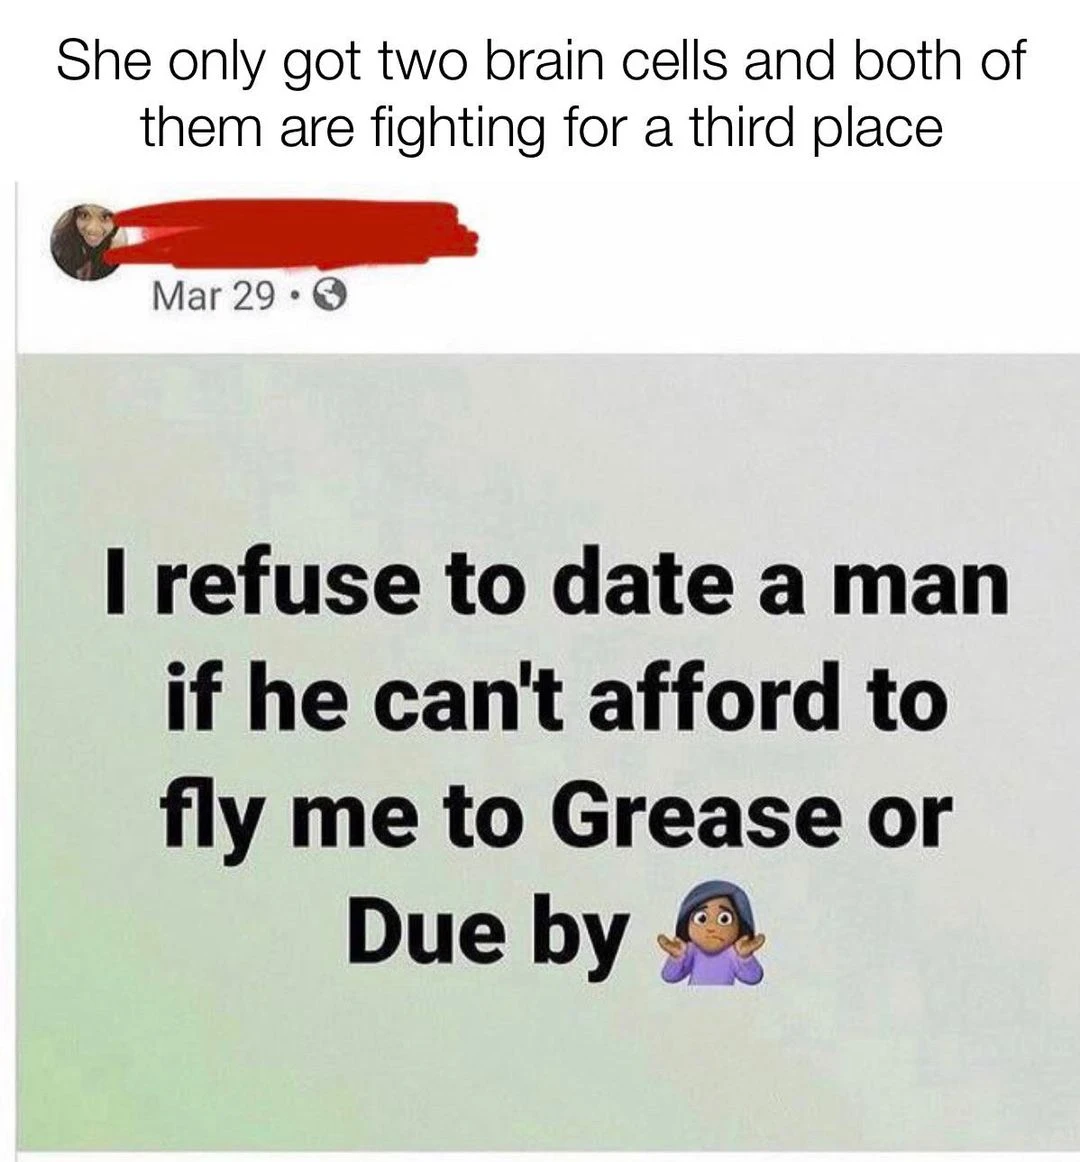 She only got two brain cells and both of
them are fighting for a third place
Mar 29 •
I refuse to date a man
if he can't afford to
fly me to Grease or
Due by 🤷🏾‍♀️